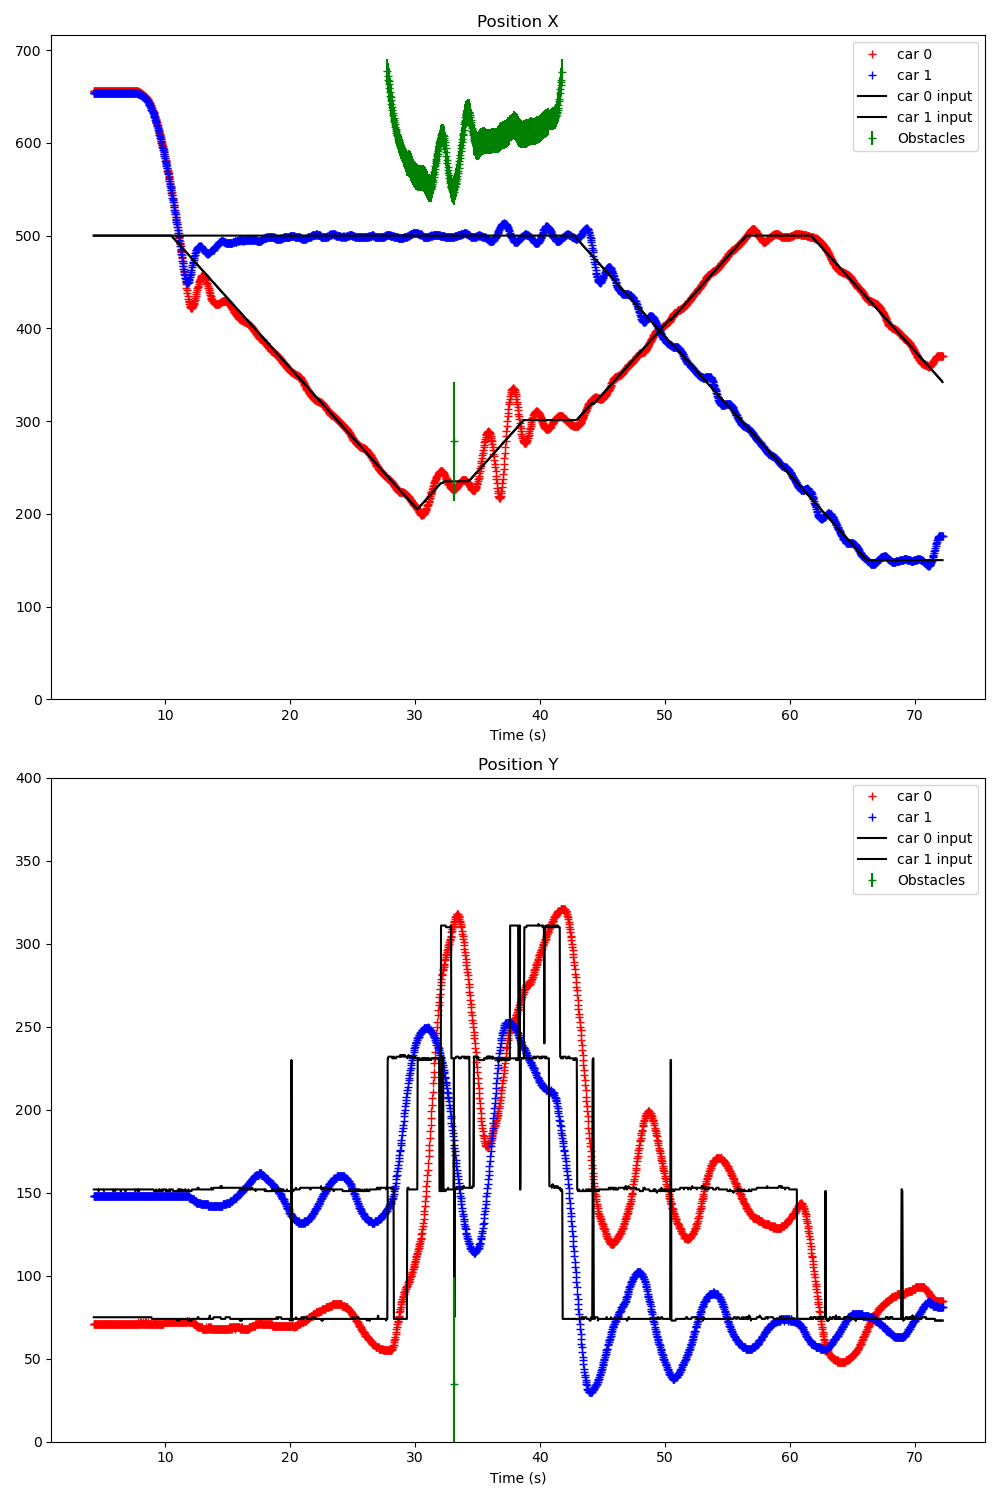 Position X
700
600
500
400
300
200
100
0
car 0
car 1
car 0 input
car 1 input
Obstacles
10 20 30 40 50 60 70
Time (s)
Position Y
400
350
300
250
200
150
100
50
0
car 0
car 1
car 0 input
car 1 input
Obstacles
10 20 30 40 50 60 70
Time (s)